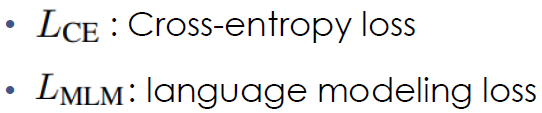 • L_CE : Cross-entropy loss
• L_MLM: language modeling loss